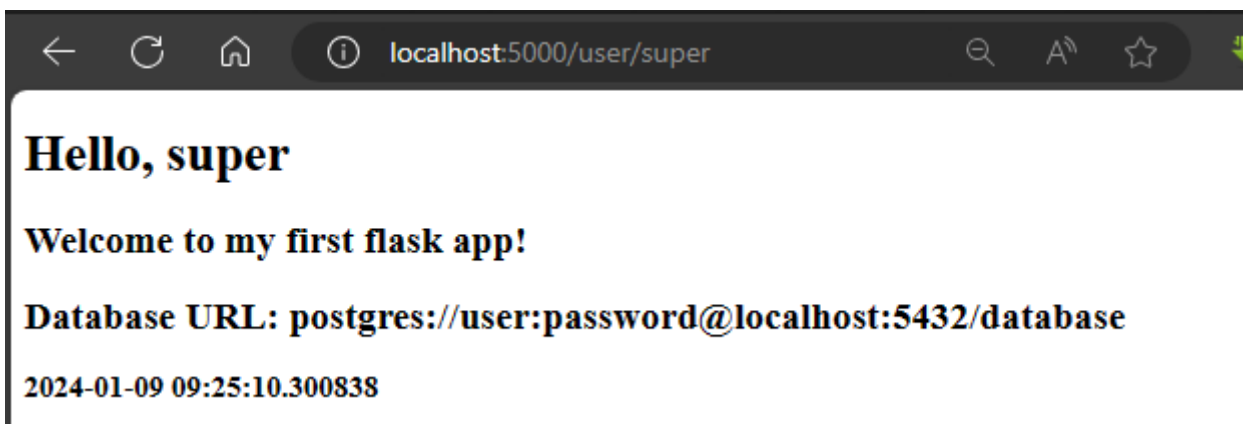 localhost:5000/user/super
Hello, super
Welcome to my first flask app!
Database URL: postgres://user:password@localhost:5432/database
2024-01-09 09:25:10.300838